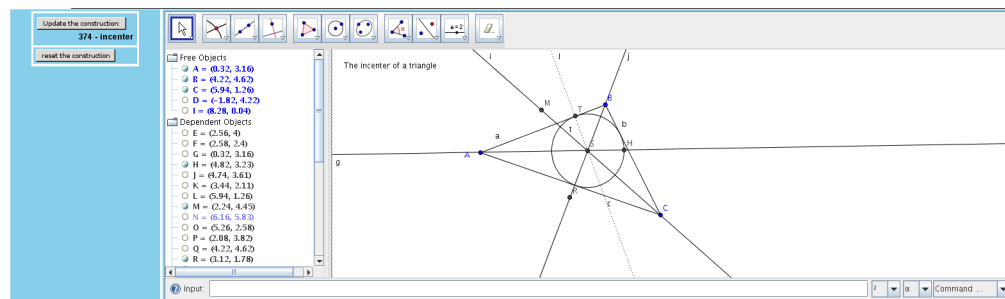 Update the construction:
374 - incenter
reset the construction
a=2
Free Objects
A = (0.32, 3.16)
B = (4.22, 4.62)
C = (5.94, 1.26)
D = (-1.82, 4.22)
I = (8.28, 0.04)
Dependent Objects
E = (2.56, 4)
F = (2.58, 2.4)
G = (0.32, 3.16)
H = (4.82, 3.23)
J = (4.74, 3.61)
K = (3.44, 2.11)
L = (5.94, 1.26)
M = (2.24, 4.45)
N = (6.16, 5.83)
O = (5.26, 2.58)
P = (2.08, 3.82)
Q = (4.22, 4.62)
R = (3.12, 1.78)
The incenter of a triangle
i
l
j
M
T
B
a
t
b
A
S
H
g
R
c
C
Input:
2
α
Command ...